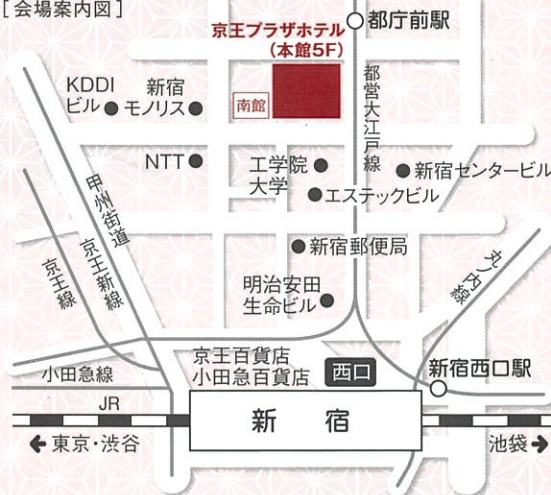 [会場案内図]
都庁前駅
京王プラザホテル
(本館5F)
南館
KDDI
ビル
新宿
モノリス
都営大江戸線
NTT
工学院
大学
新宿センタービル
エステックビル
甲州街道
京王新線
京王線
新宿郵便局
丸ノ内線
明治安田
生命ビル
京王百貨店
小田急百貨店
西口
新宿西口駅
小田急線
JR
新宿
←東京・渋谷
池袋→